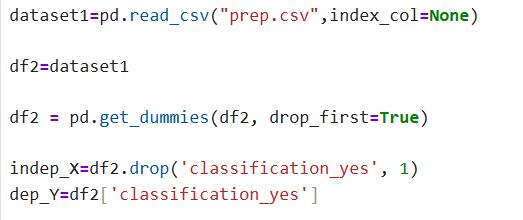 dataset1=pd.read_csv("prep.csv",index_col=None)
df2=dataset1
df2 = pd.get_dummies(df2, drop_first=True)
indep_X=df2.drop('classification_yes', 1)
dep_Y=df2['classification_yes']